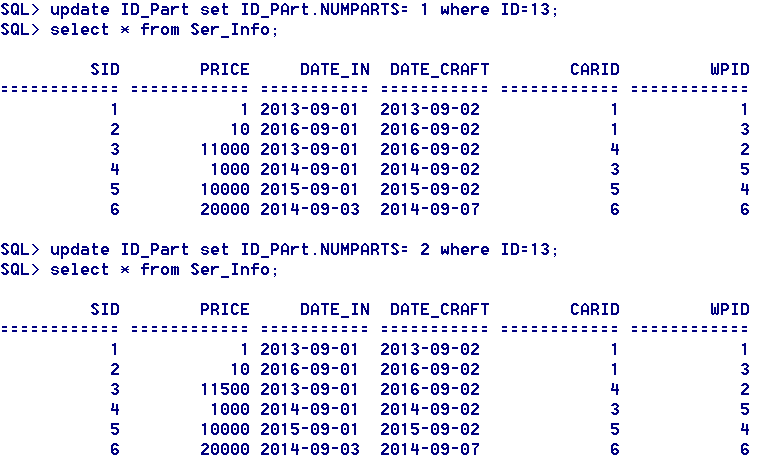 SQL> update ID_Part set ID_PArt.NUMPARTS= 1 where ID=13;
SQL> select * from Ser_Info;
SID PRICE DATE_IN DATE_CRAFT CARID WPID
============ ============ =========== =========== ============ ============
1 1 2013-09-01 2013-09-02 1 1
2 10 2016-09-01 2016-09-02 1 3
3 11000 2013-09-01 2016-09-02 4 2
4 1000 2014-09-01 2014-09-02 3 5
5 10000 2015-09-01 2015-09-02 5 4
6 20000 2014-09-03 2014-09-07 6 6
SQL> update ID_Part set ID_PArt.NUMPARTS= 2 where ID=13;
SQL> select * from Ser_Info;
SID PRICE DATE_IN DATE_CRAFT CARID WPID
============ ============ =========== =========== ============ ============
1 1 2013-09-01 2013-09-02 1 1
2 10 2016-09-01 2016-09-02 1 3
3 11500 2013-09-01 2016-09-02 4 2
4 1000 2014-09-01 2014-09-02 3 5
5 10000 2015-09-01 2015-09-02 5 4
6 20000 2014-09-03 2014-09-07 6 6